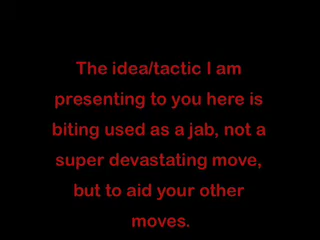 The idea/tactic I am
presenting to you here is
biting used as a jab, not a
super devastating move,
but to aid your other
moves.